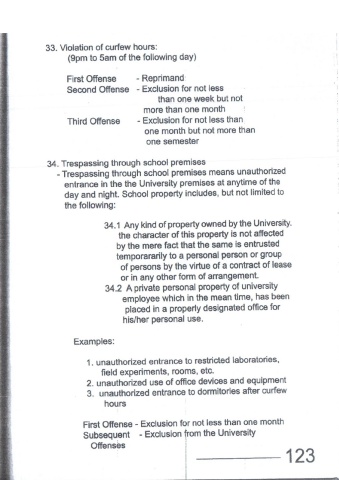 33. Violation of curfew hours:
(9pm to 5am of the following day)
First Offense - Reprimand
Second Offense - Exclusion for not less
than one week but not
more than one month
Third Offense - Exclusion for not less than
one month but not more than
one semester
34. Trespassing through school premises
- Trespassing through school premises means unauthorized
entrance in the the University premises at anytime of the
day and night. School property includes, but not limited to
the following:
34.1 Any kind of property owned by the University.
the character of this property is not affected
by the mere fact that the same is entrusted
temporararily to a personal person or group
of persons by the virtue of a contract of lease
or in any other form of arrangement.
34.2 A private personal property of university
employee which in the mean time, has been
placed in a properly designated office for
his/her personal use.
Examples:
1. unauthorized entrance to restricted laboratories,
field experiments, rooms, etc.
2. unauthorized use of office devices and equipment
3. unauthorized entrance to dormitories after curfew
hours
First Offense - Exclusion for not less than one month
Subsequent - Exclusion from the University
Offenses
123